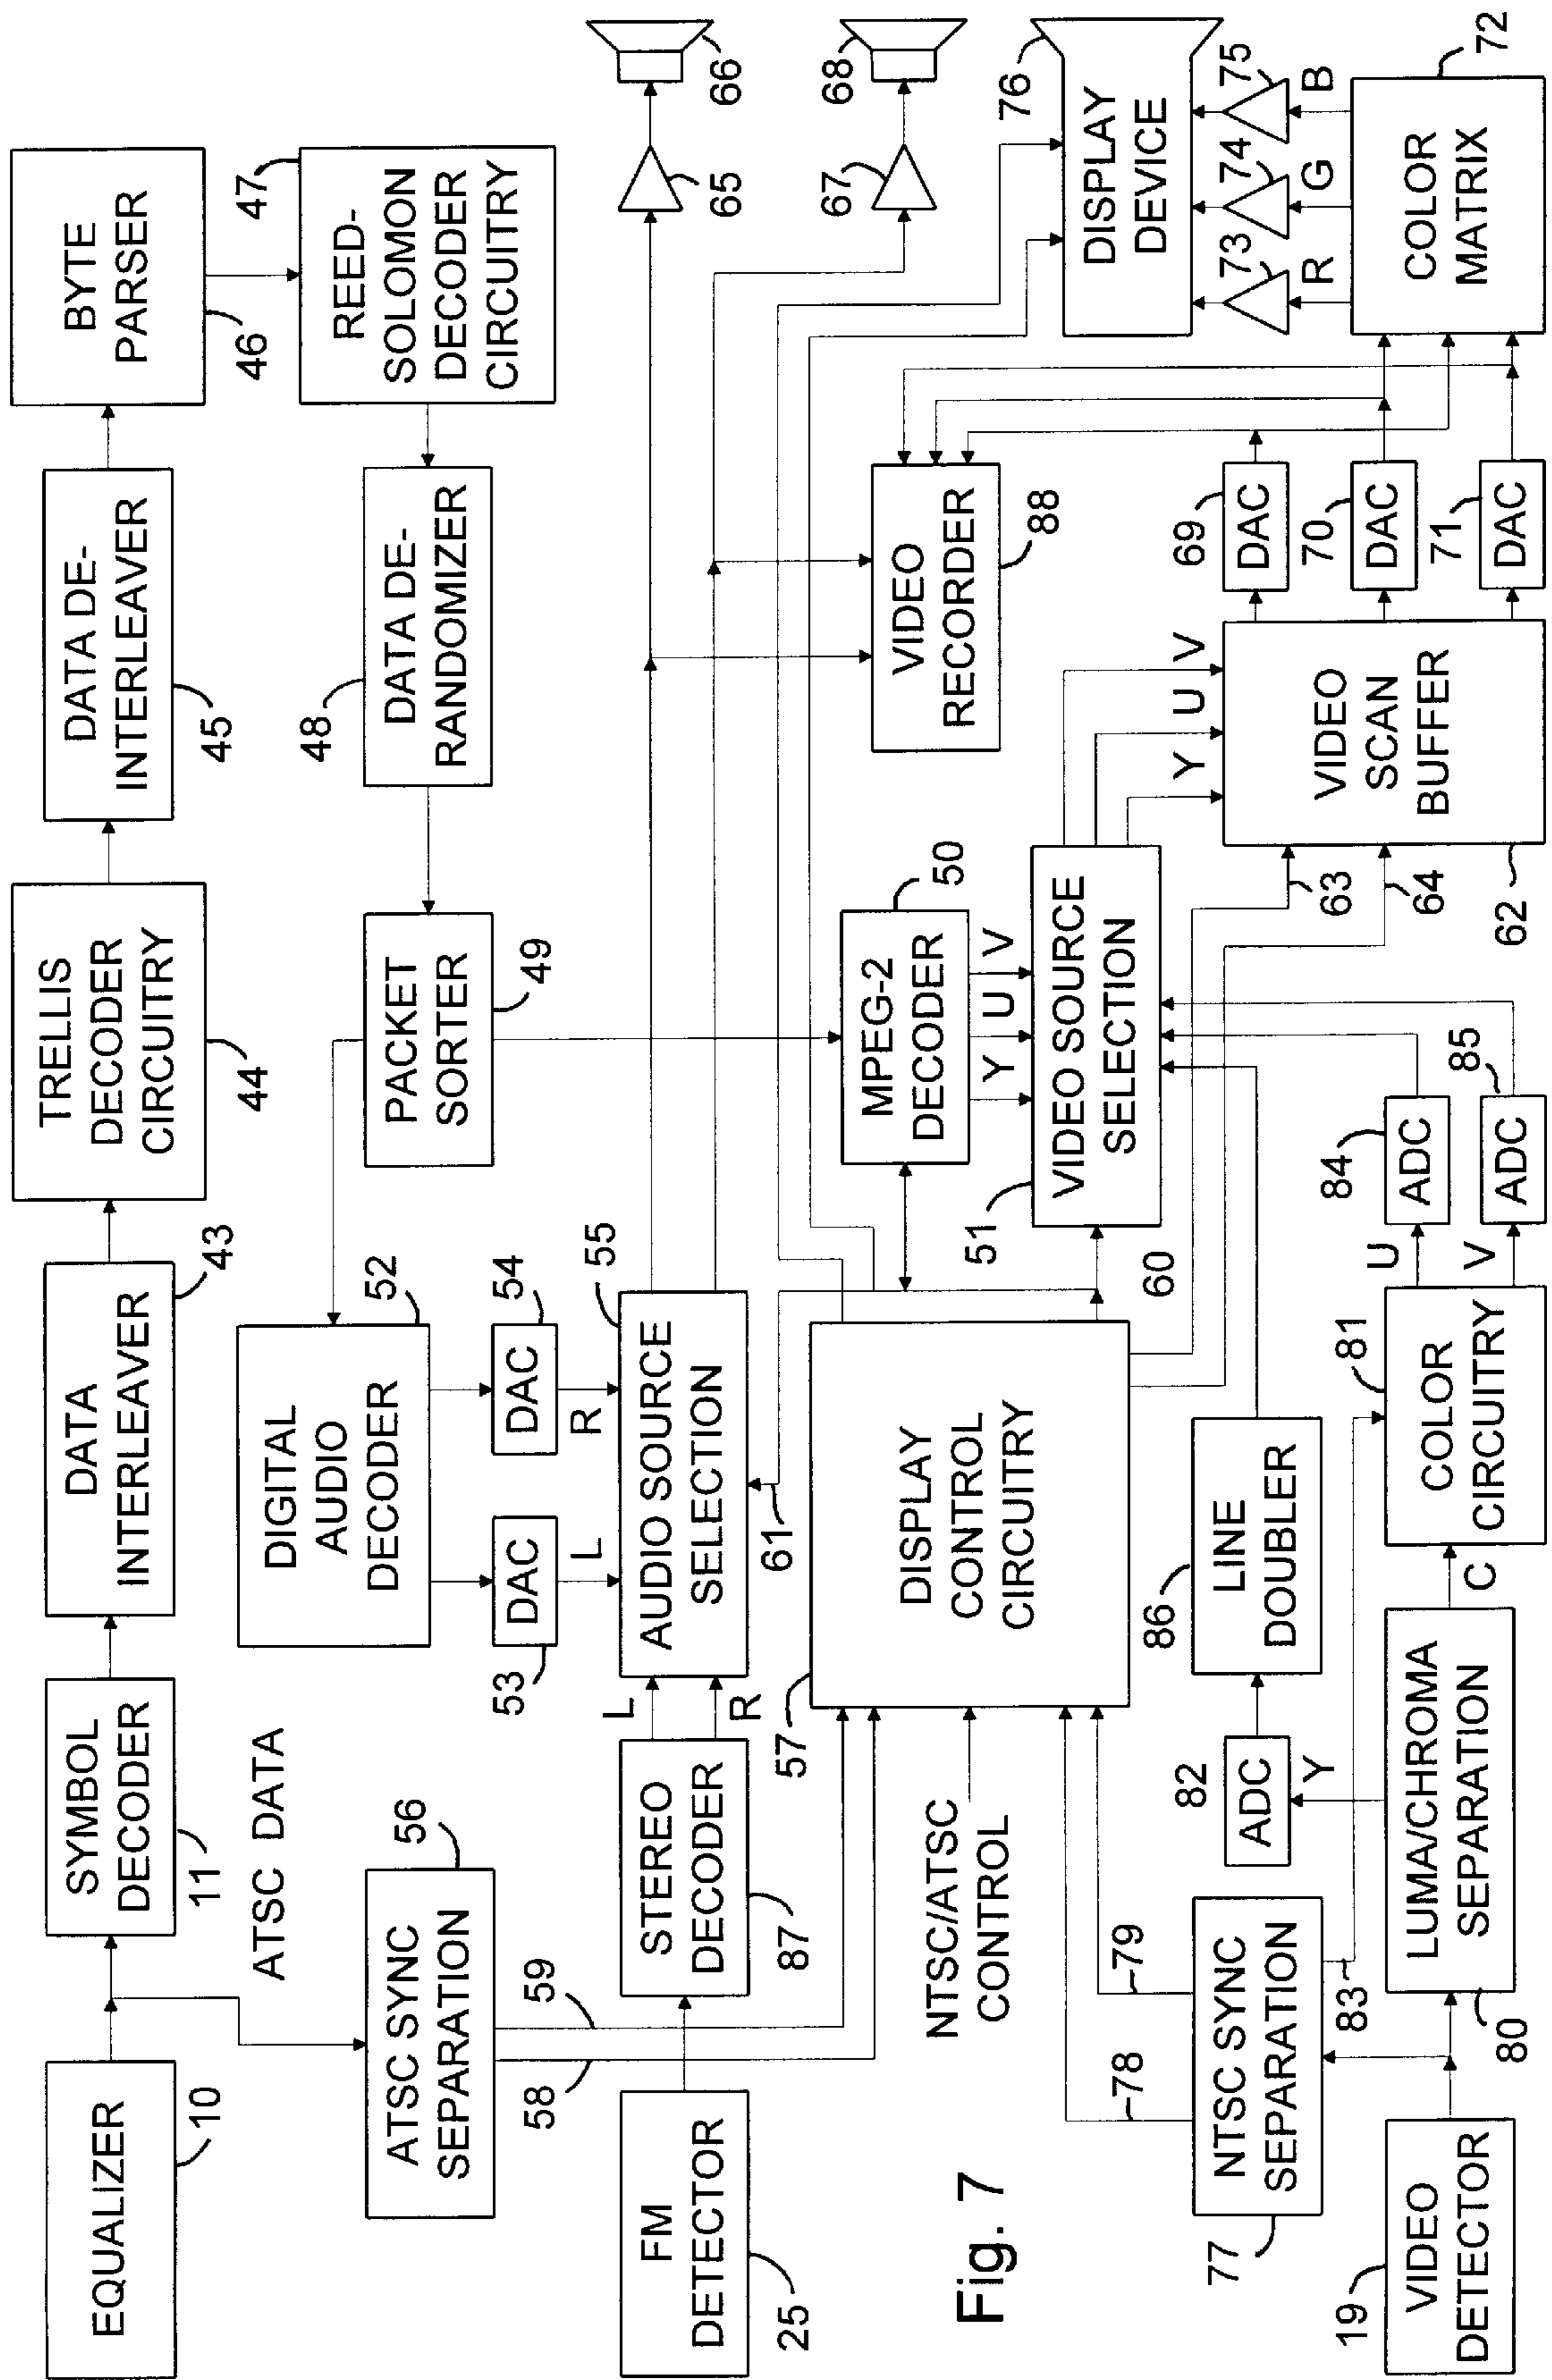 EQUALIZER
10
SYMBOL
DECODER
11
DATA
INTERLEAVER
43
TRELLIS
DECODER
CIRCUITRY
44
DATA DE-
INTERLEAVER
45
BYTE
PARSER
46
REED-
SOLOMON
DECODER
CIRCUITRY
47
DATA DE-
RANDOMIZER
48
PACKET
SORTER
49
ATSC DATA
ATSC SYNC
SEPARATION
56
58
59
DIGITAL
AUDIO
DECODER
52
DAC
53
L
DAC
54
R
FM
DETECTOR
25
STEREO
DECODER
87
L
R
AUDIO SOURCE
SELECTION
55
61
65
66
67
68
MPEG-2
DECODER
50
Y
U
V
VIDEO SOURCE
SELECTION
51
60
NTSC/ATSC
CONTROL
DISPLAY
CONTROL
CIRCUITRY
57
VIDEO
RECORDER
88
Y
U
V
VIDEO
SCAN
BUFFER
62
63
64
DAC
69
DAC
70
DAC
71
COLOR
MATRIX
72
R
G
B
73
74
75
DISPLAY
DEVICE
76
Fig. 7
VIDEO
DETECTOR
19
NTSC SYNC
SEPARATION
77
78
79
83
LUMA/CHROMA
SEPARATION
80
Y
C
ADC
82
LINE
DOUBLER
86
COLOR
CIRCUITRY
81
U
V
ADC
84
ADC
85